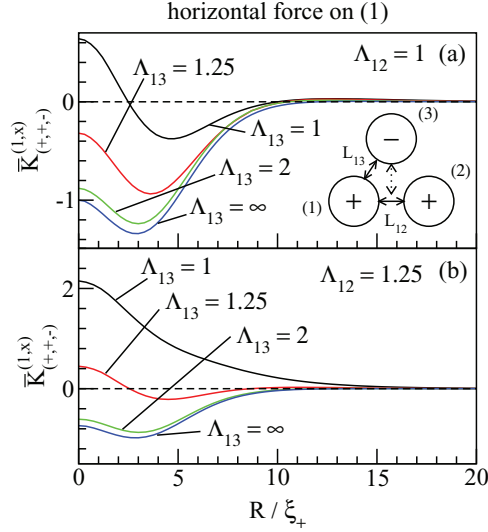 horizontal force on (1)
Λ₁₃ = 1.25
Λ₁₂ = 1
(a)
0
-1
K̄₍₊,₊,₋₎⁽¹,ˣ⁾
Λ₁₃ = 1
Λ₁₃ = 2
Λ₁₃ = ∞
(3)
−
L₁₃
(2)
(1)
+
+
L₁₂
(b)
Λ₁₂ = 1.25
2
0
K̄₍₊,₊,₋₎⁽¹,ˣ⁾
Λ₁₃ = 1
Λ₁₃ = 1.25
Λ₁₃ = 2
Λ₁₃ = ∞
0 5 10 15 20
R / ξ₊